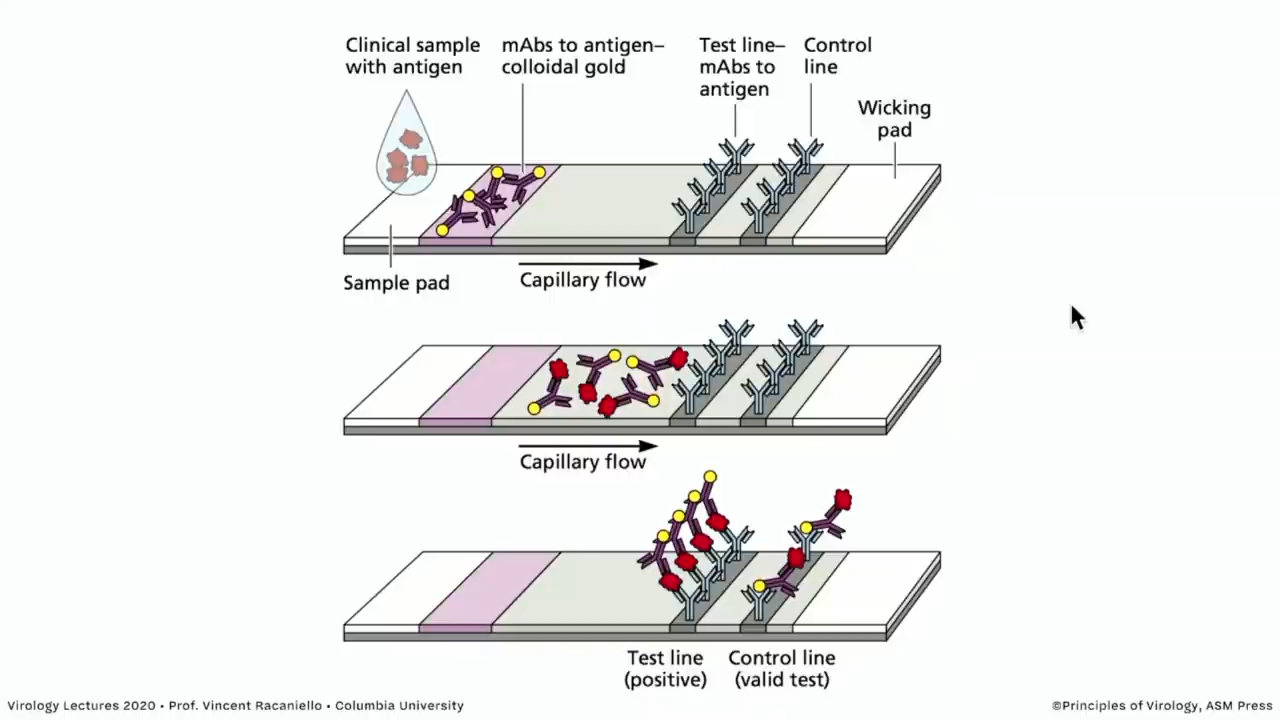 Clinical sample
with antigen
mAbs to antigen–
colloidal gold
Test line–
mAbs to
antigen
Control
line
Wicking
pad
Sample pad
Capillary flow
Capillary flow
Test line
(positive)
Control line
(valid test)
Virology Lectures 2020 • Prof. Vincent Racaniello • Columbia University
©Principles of Virology, ASM Press